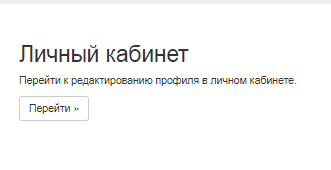 Личный кабинет
Перейти к редактированию профиля в личном кабинете.
Перейти »